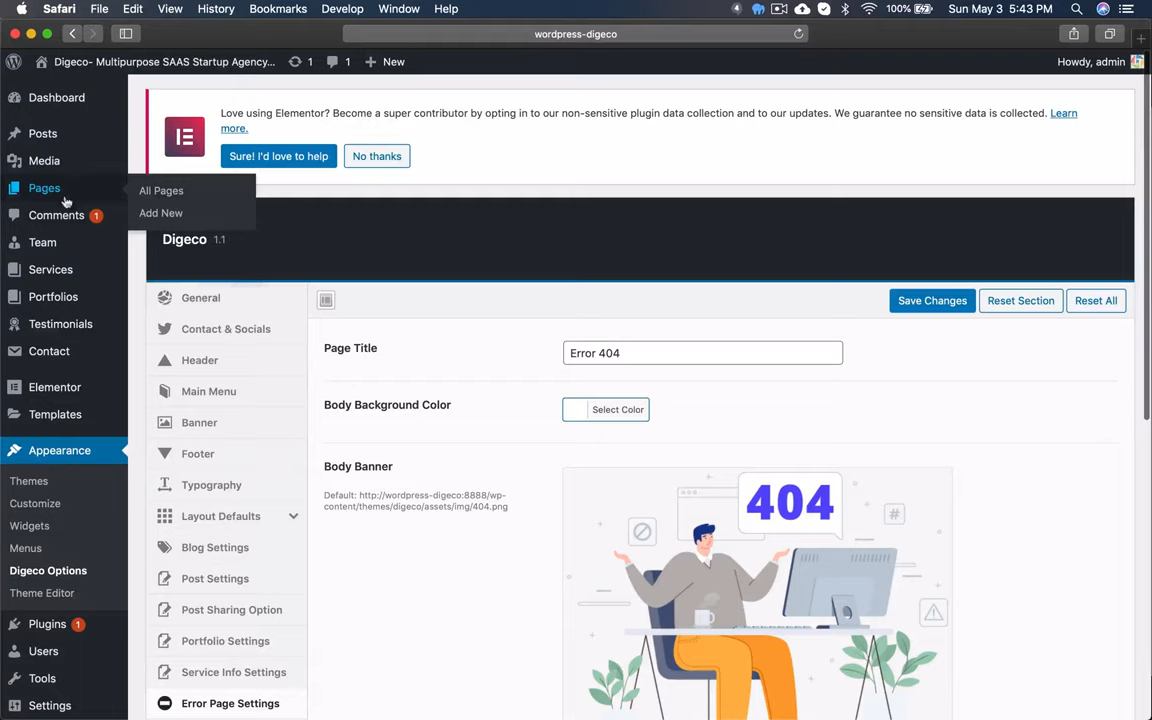 Safari File Edit View History Bookmarks Develop Window Help 100% Sun May 3 5:43 PM
wordpress-digeco
Digeco- Multipurpose SAAS Startup Agency... 1 1 New Howdy, admin
Dashboard
Posts
Media
Pages
All Pages
Add New
Comments 1
Team
Services
Portfolios
Testimonials
Contact
Elementor
Templates
Appearance
Themes
Customize
Widgets
Menus
Digeco Options
Theme Editor
Plugins 1
Users
Tools
Settings
Love using Elementor? Become a super contributor by opting in to our non-sensitive plugin data collection and to our updates. We guarantee no sensitive data is collected. Learn
more.
Sure! I'd love to help No thanks
Digeco 1.1
General
Contact & Socials
Header
Main Menu
Banner
Footer
Typography
Layout Defaults
Blog Settings
Post Settings
Post Sharing Option
Portfolio Settings
Service Info Settings
Error Page Settings
Save Changes Reset Section Reset All
Page Title Error 404
Body Background Color Select Color
Body Banner
Default: http://wordpress-digeco:8888/wp-
content/themes/digeco/assets/img/404.png
404
#